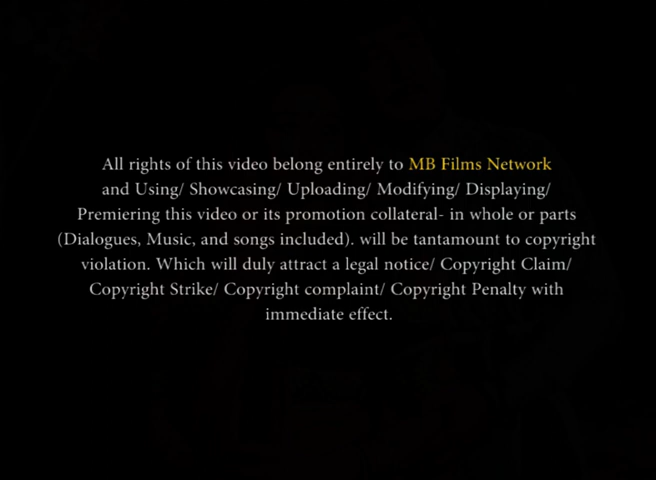 All rights of this video belong entirely to MB Films Network
and Using/ Showcasing/ Uploading/ Modifying/ Displaying/
Premiering this video or its promotion collateral- in whole or parts
(Dialogues, Music, and songs included). will be tantamount to copyright
violation. Which will duly attract a legal notice/ Copyright Claim/
Copyright Strike/ Copyright complaint/ Copyright Penalty with
immediate effect.